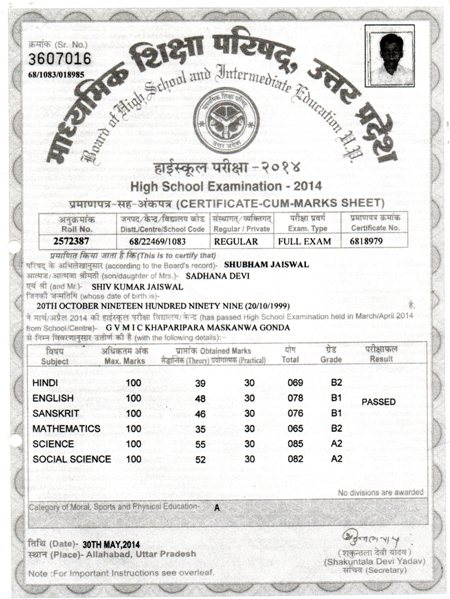 क्रमांक (Sr. No.)
3607016
68/1083/018985
माध्यमिक शिक्षा परिषद्, उत्तर प्रदेश
Board of High School and Intermediate Education U.P.
हाईस्कूल परीक्षा - २०१४
High School Examination - 2014
प्रमाणपत्र-सह-अंकपत्र (CERTIFICATE-CUM-MARKS SHEET)
अनुक्रमांक जनपद/केन्द्र/विद्यालय कोड संस्थागत/व्यक्तिगत परीक्षा प्रवर्ग प्रमाणपत्र क्रमांक
Roll No. Distt./Centre/School Code Regular / Private Exam. Type Certificate No.
2572387 68/22469/1083 REGULAR FULL EXAM 6818979
प्रमाणित किया जाता है कि(This is to certify that)
परिषद् के अभिलेखानुसार (according to the Board's record)- SHUBHAM JAISWAL
आत्मज/आत्मजा श्रीमती (son/daughter of Mrs.)- SADHANA DEVI
एवं श्री (and Mr.)- SHIV KUMAR JAISWAL
जिनकी जन्मतिथि (whose date of birth is)-
20TH OCTOBER NINETEEN HUNDRED NINETY NINE (20/10/1999) है,
ने मार्च/अप्रैल 2014 की हाईस्कूल परीक्षा विद्यालय/केन्द्र (has passed High School Examination held in March/April 2014
from School/Centre)- G V M I C KHAPARIPARA MASKANWA GONDA
से निम्न विवरणानुसार उत्तीर्ण की है (with the following details):-
विषय अधिकतम अंक प्राप्तांक Obtained Marks योग ग्रेड परीक्षाफल
Subject Max. Marks सैद्धान्तिक (Theory) प्रयोगात्मक (Practical) Total Grade Result
HINDI 100 39 30 069 B2
ENGLISH 100 48 30 078 B1 PASSED
SANSKRIT 100 46 30 076 B1
MATHEMATICS 100 35 30 065 B2
SCIENCE 100 55 30 085 A2
SOCIAL SCIENCE 100 52 30 082 A2
No divisions are awarded
Category of Moral, Sports and Physical Education- A
तिथि (Date)- 30TH MAY,2014
स्थान (Place)- Allahabad, Uttar Pradesh
(शकुन्तला देवी यादव)
(Shakuntala Devi Yadav)
सचिव (Secretary)
Note :For Important Instructions see overleaf.